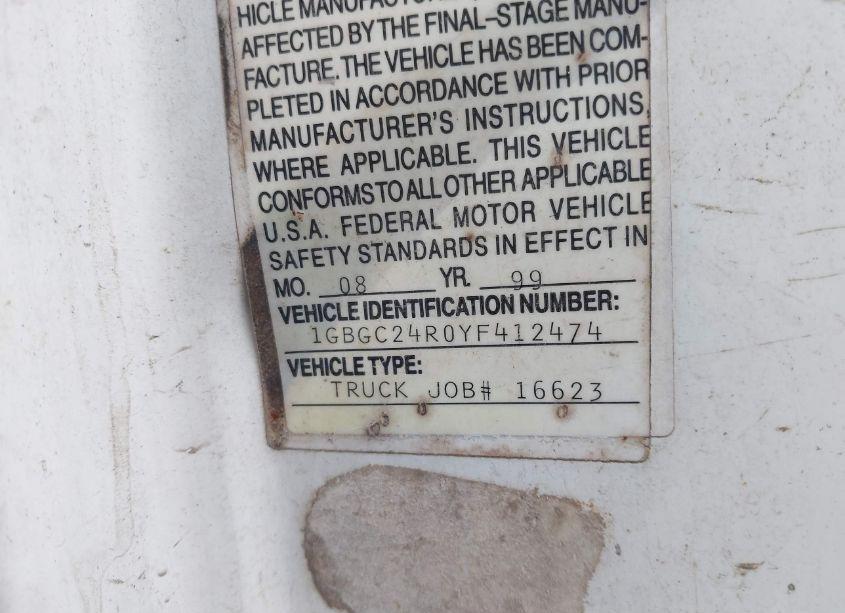 HICLE MANUFACTURE
AFFECTED BY THE FINAL-STAGE MANU-
FACTURE. THE VEHICLE HAS BEEN COM-
PLETED IN ACCORDANCE WITH PRIOR
MANUFACTURER'S INSTRUCTIONS,
WHERE APPLICABLE. THIS VEHICLE
CONFORMS TO ALL OTHER APPLICABLE
U.S.A. FEDERAL MOTOR VEHICLE
SAFETY STANDARDS IN EFFECT IN
MO. 08 YR. 99
VEHICLE IDENTIFICATION NUMBER:
1GBGC24R0YF412474
VEHICLE TYPE:
TRUCK JOB# 16623